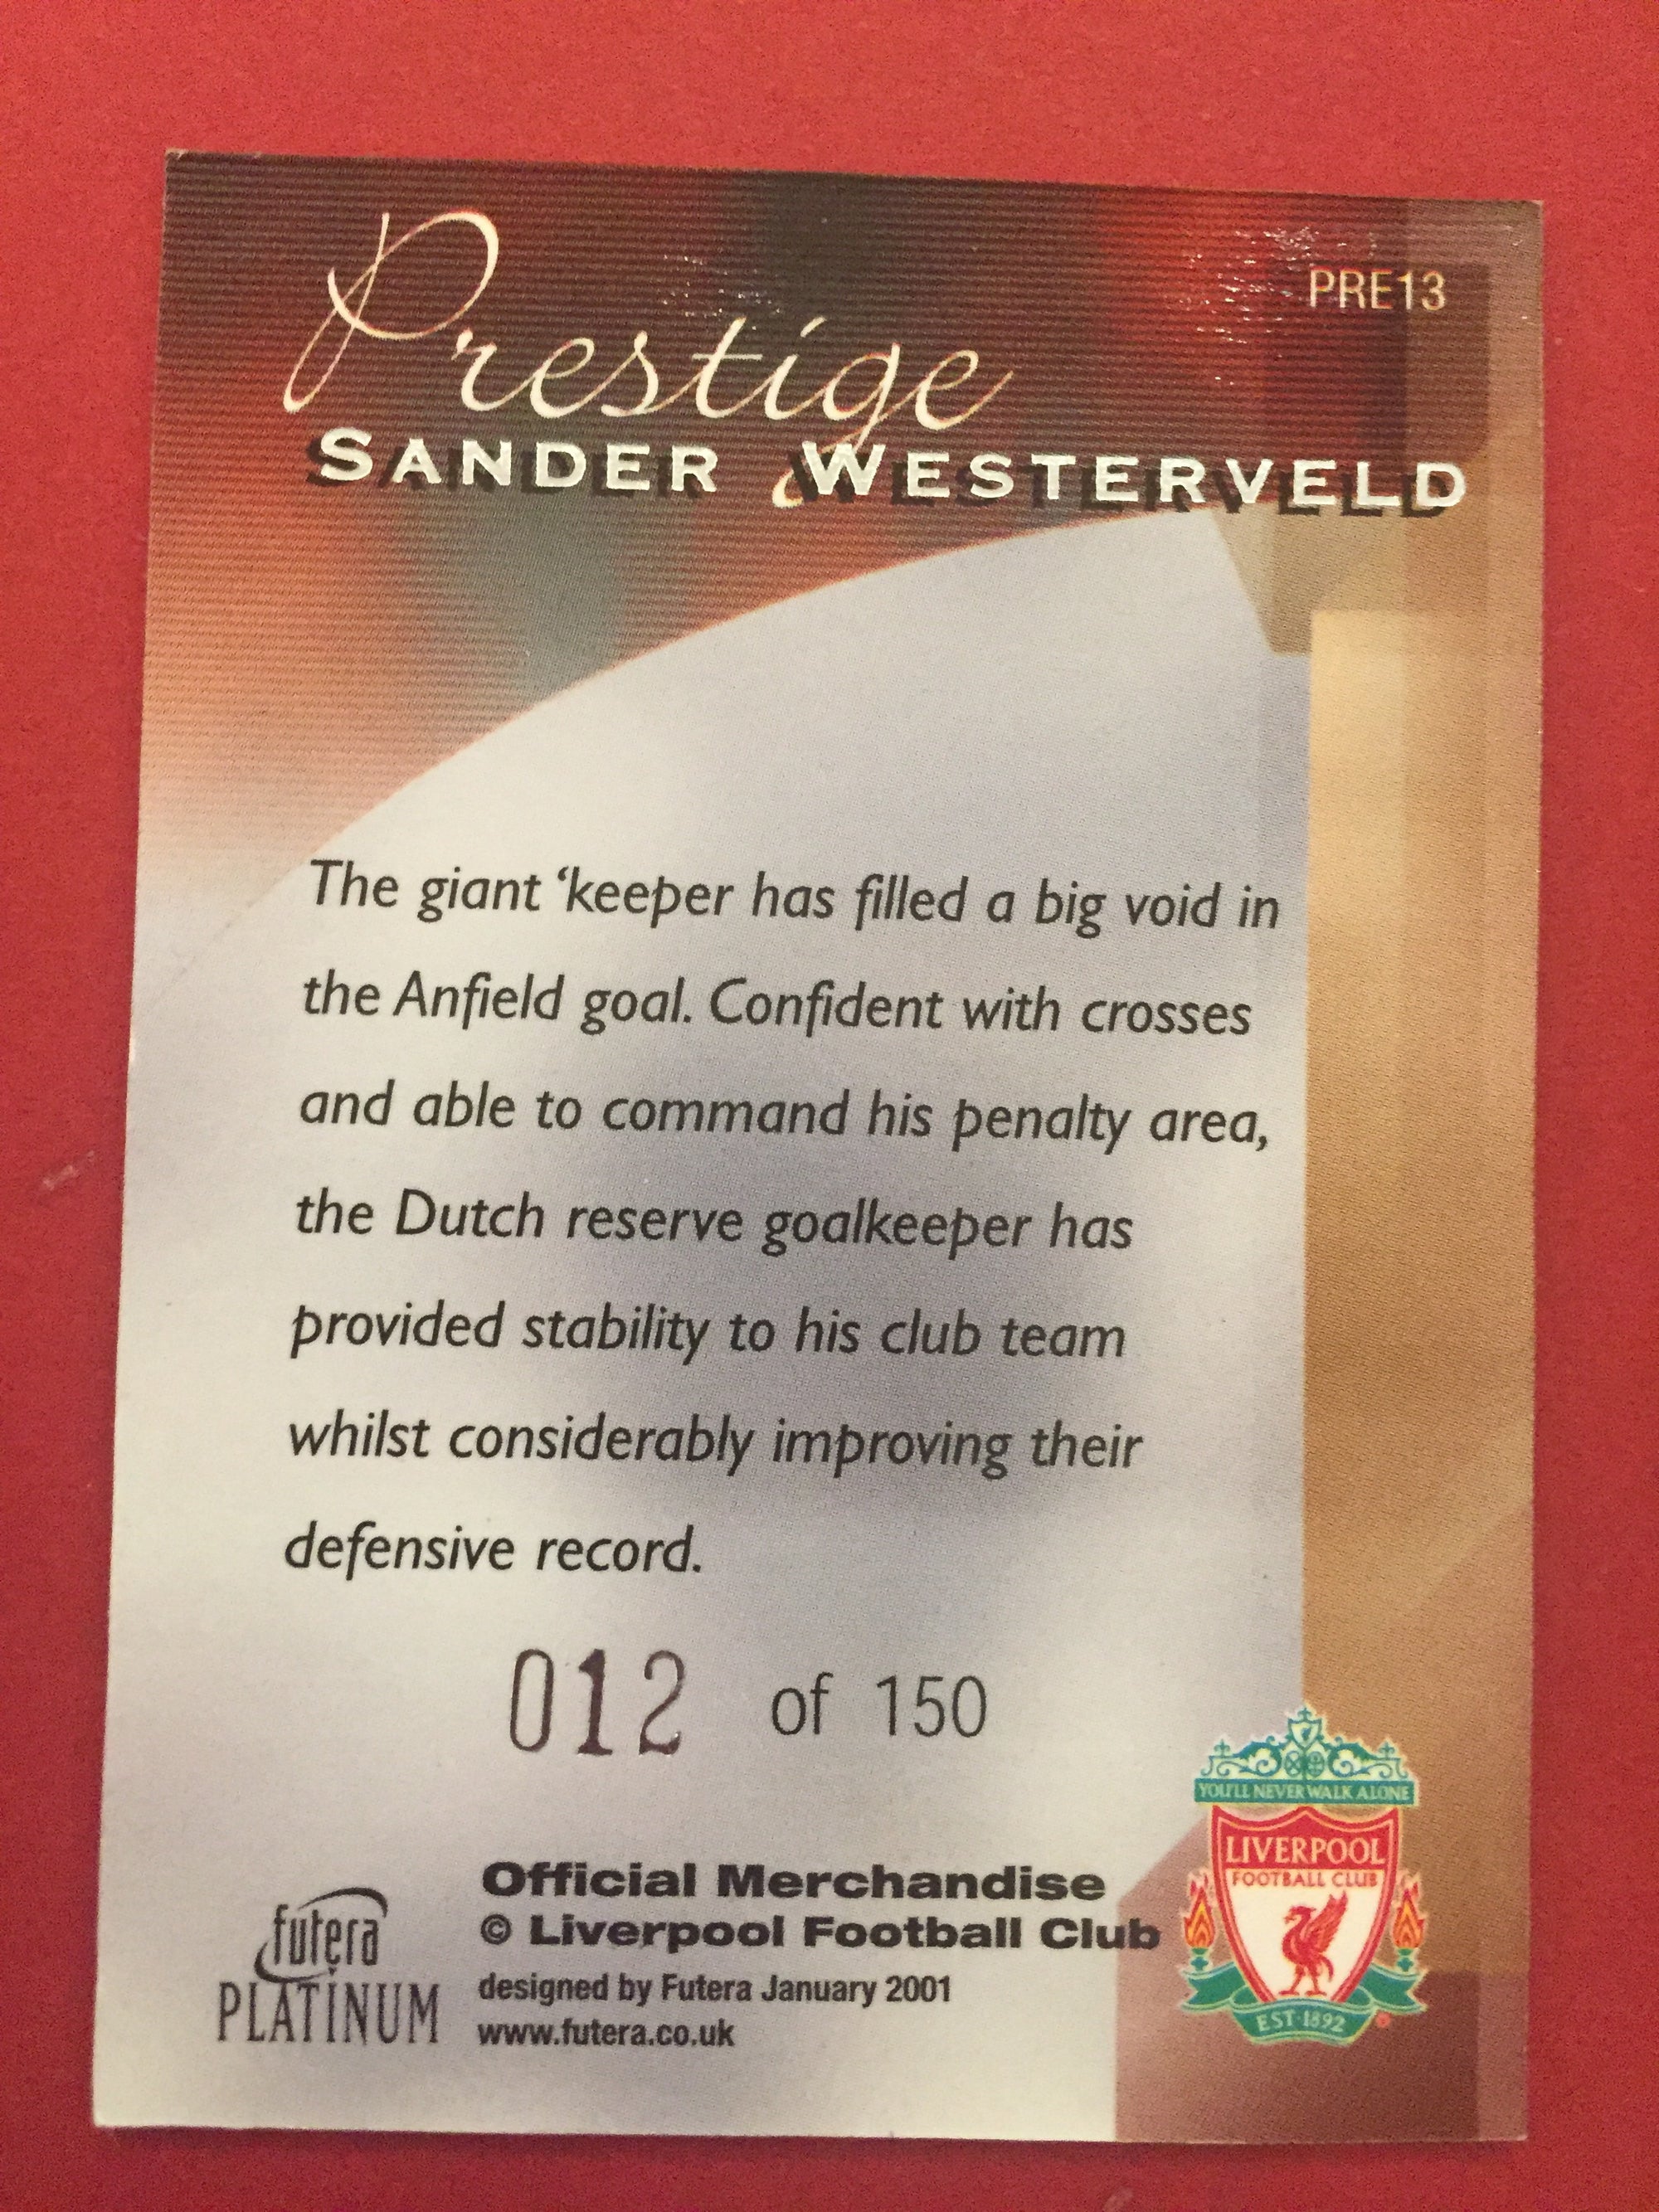 Prestige
PRE13
SANDER WESTERVELD
The giant ‘keeper has filled a big void in
the Anfield goal. Confident with crosses
and able to command his penalty area,
the Dutch reserve goalkeeper has
provided stability to his club team
whilst considerably improving their
defensive record.
012 of 150
YOU'LL NEVER WALK ALONE
LIVERPOOL
FOOTBALL CLUB
EST·1892
Official Merchandise
© Liverpool Football Club
designed by Futera January 2001
www.futera.co.uk
futera
PLATINUM